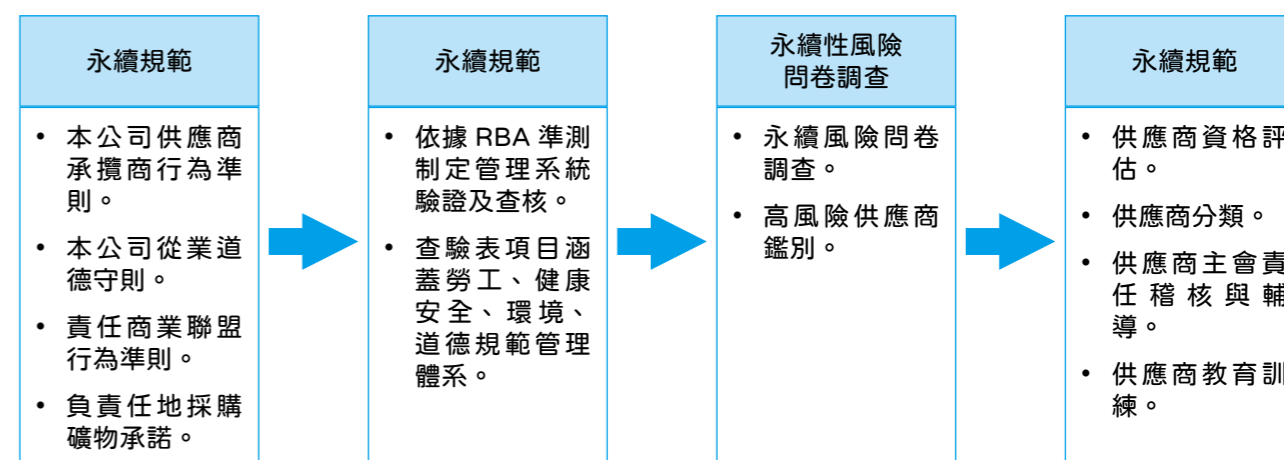 永續規範
• 本公司供應商
承攬商行為準
則。
• 本公司從業道
德守則。
• 責任商業聯盟
行為準則。
• 負責任地採購
礦物承諾。
永續規範
• 依據 RBA 準測
制定管理系統
驗證及查核。
• 查驗表項目涵
蓋勞工、健康
安全、環境、
道德規範管理
體系。
永續性風險
問卷調查
• 永續風險問卷
調查。
• 高風險供應商
鑑別。
永續規範
• 供應商資格評
估。
• 供應商分類。
• 供應商主會責
任稽核與輔
導。
• 供應商教育訓
練。